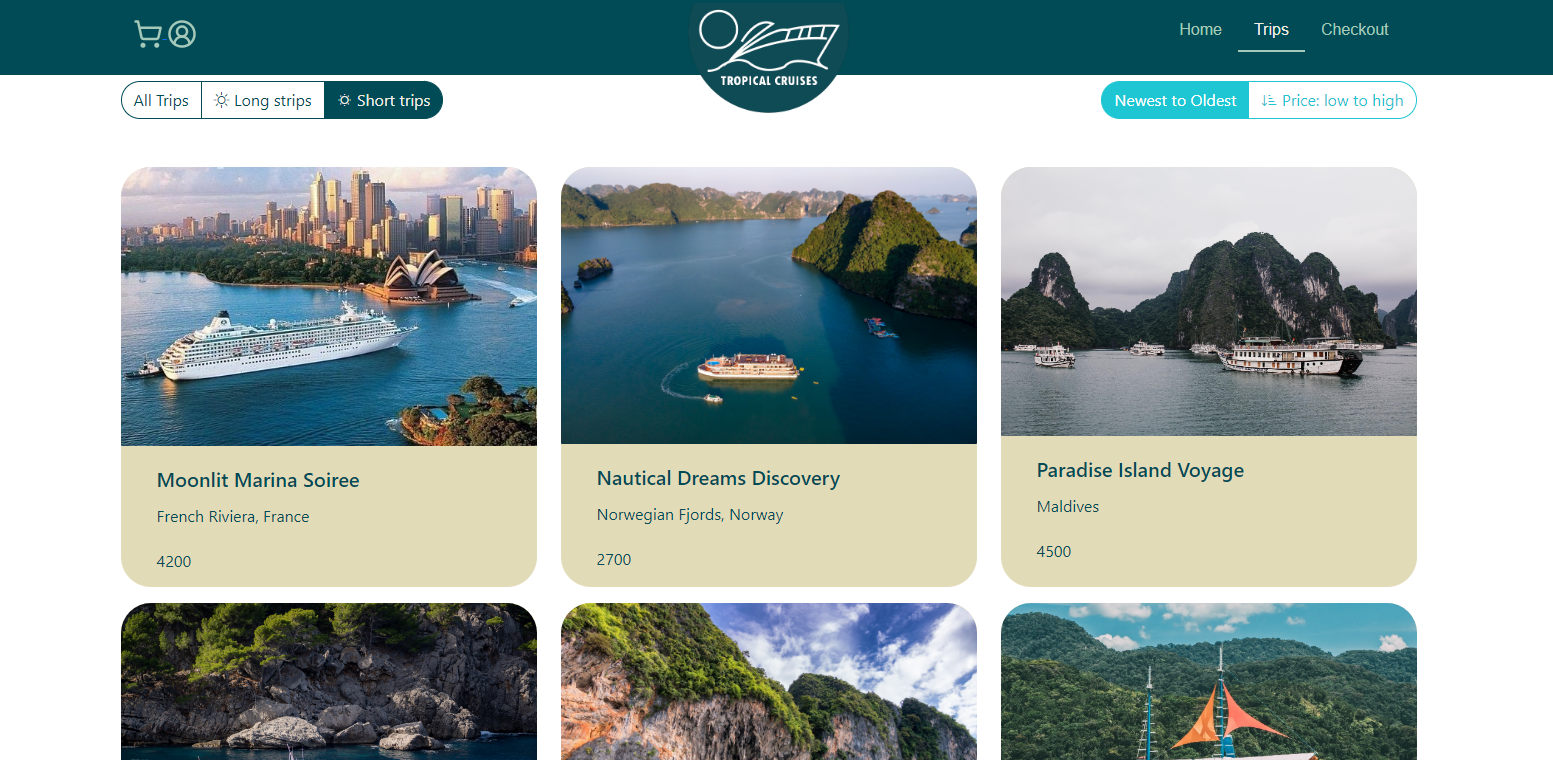 Home Trips Checkout
TROPICAL CRUISES
All Trips Long strips Short trips
Newest to Oldest Price: low to high
Moonlit Marina Soiree
French Riviera, France
4200
Nautical Dreams Discovery
Norwegian Fjords, Norway
2700
Paradise Island Voyage
Maldives
4500